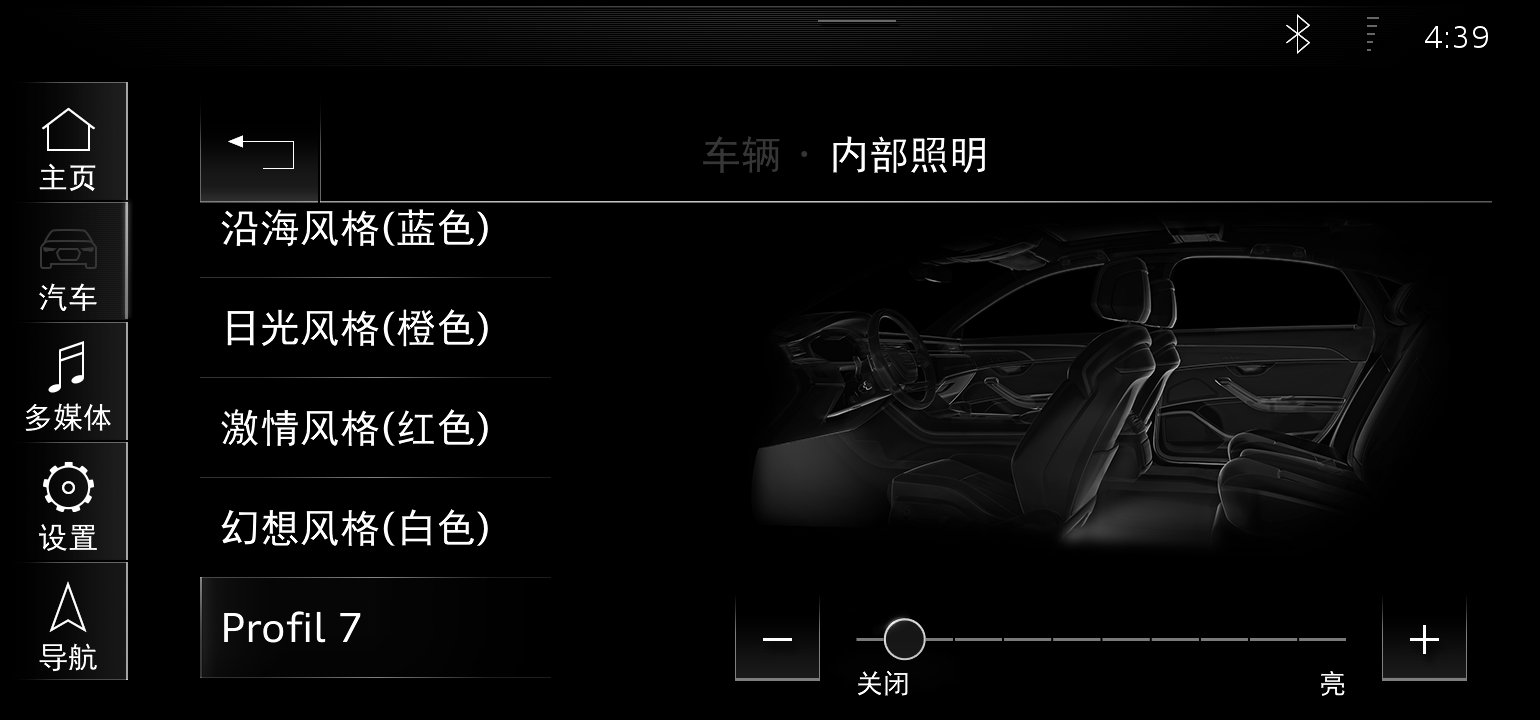 4:39
主页
汽车
多媒体
设置
导航
车辆 · 内部照明
沿海风格(蓝色)
日光风格(橙色)
激情风格(红色)
幻想风格(白色)
Profil 7
关闭
亮